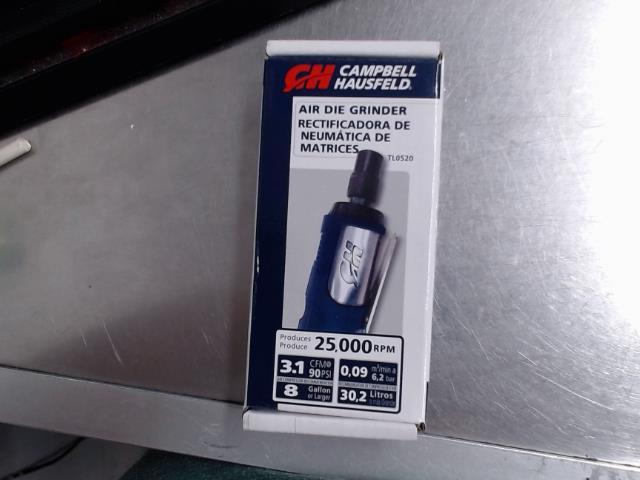 CH CAMPBELL
HAUSFELD®
AIR DIE GRINDER
RECTIFICADORA DE
NEUMÁTICA DE
MATRICES
TL0520
CH
Produces
Produce
25,000 RPM
3.1 CFM@
90 PSI
0,09 m³/min a
6,2 bar
8 Gallon
or Larger
30,2 Litros